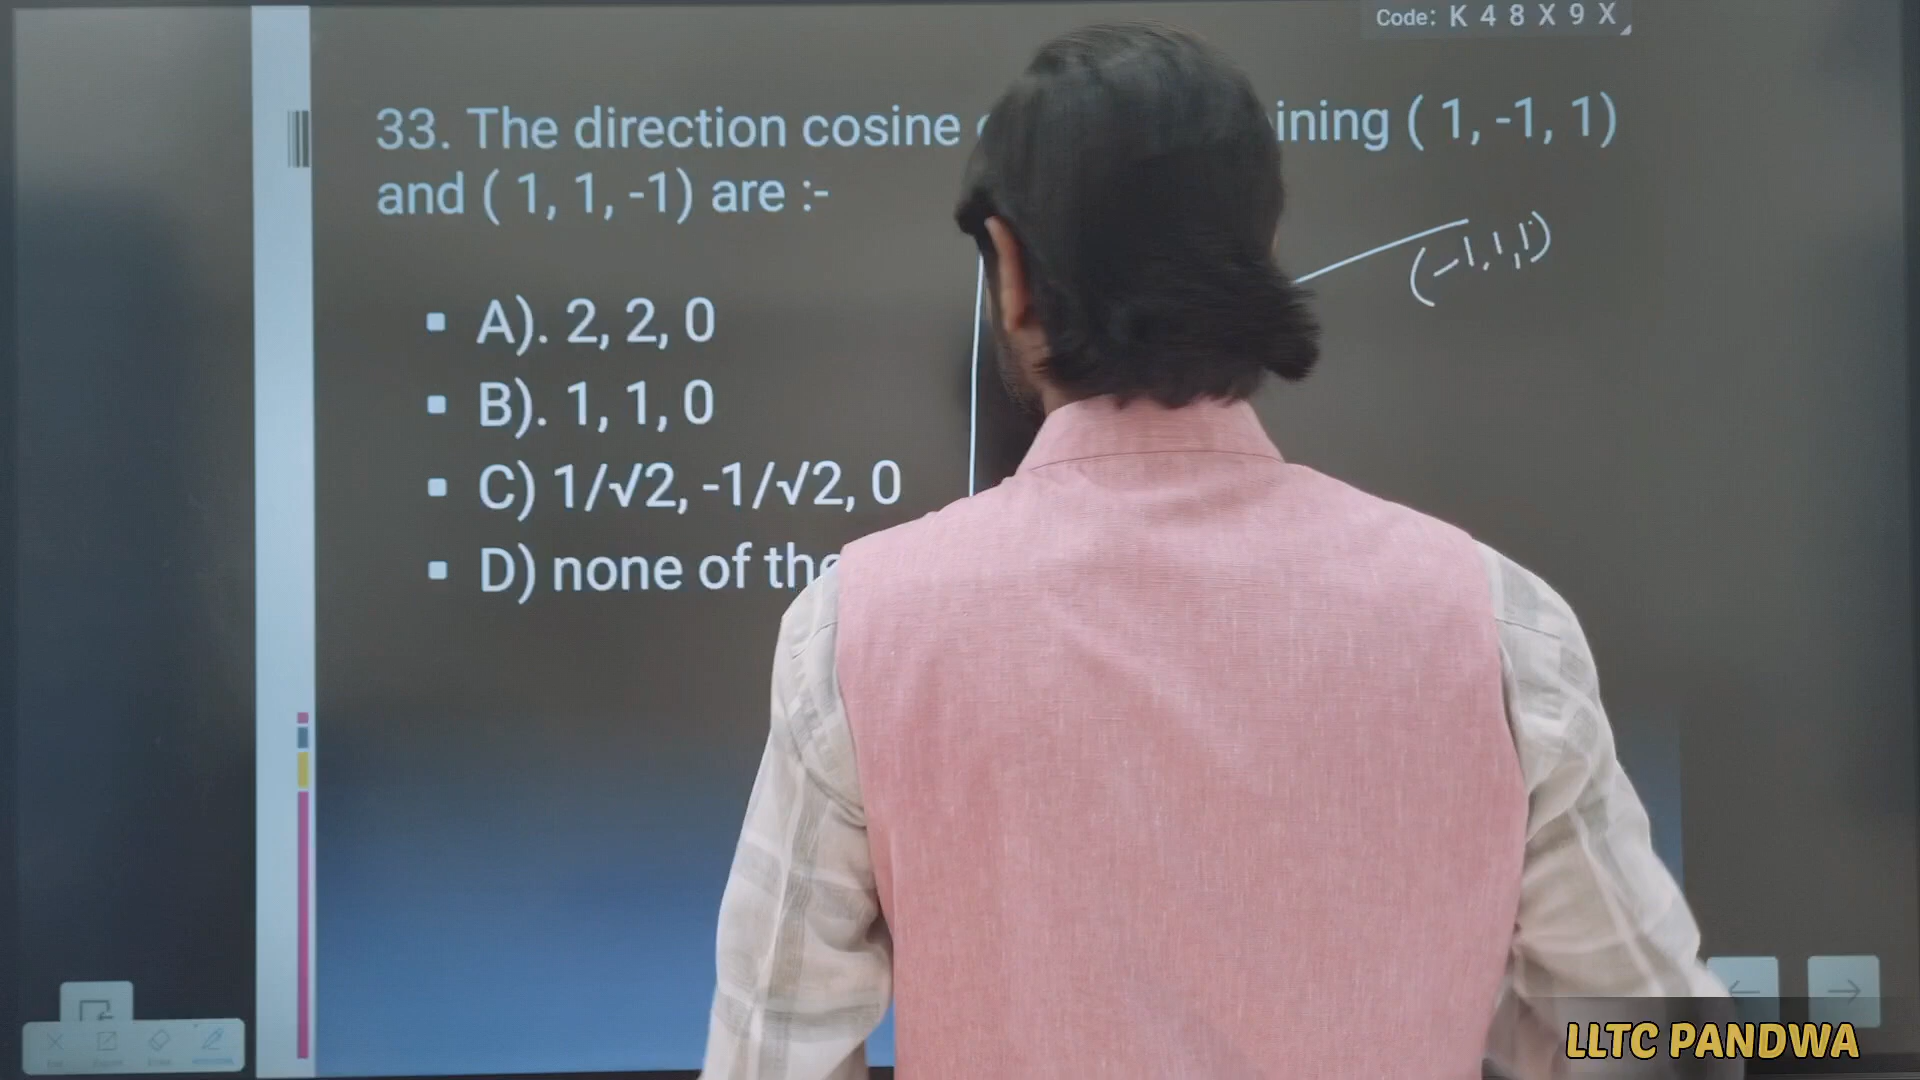 Code: K 4 8 X 9 X
33. The direction cosine ining ( 1, -1, 1)
and ( 1, 1, -1) are :-
(-1,1,1)
▪ A). 2, 2, 0
▪ B). 1, 1, 0
▪ C) 1/√2, -1/√2, 0
▪ D) none of the
LLTC PANDWA